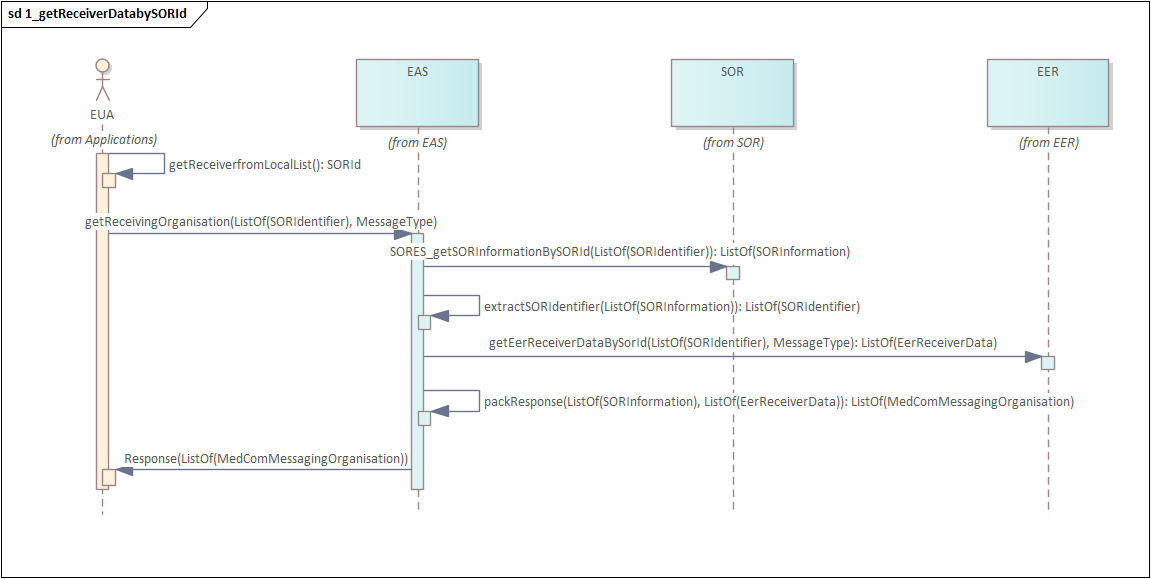 sd 1_getReceiverDatabySORId
EUA
EAS
SOR
EER
(from Applications)
(from EAS)
(from SOR)
(from EER)
getReceiverfromLocalList(): SORId
getReceivingOrganisation(ListOf(SORIdentifier), MessageType)
SORES_getSORInformationBySORId(ListOf(SORIdentifier)): ListOf(SORInformation)
extractSORIdentifier(ListOf(SORInformation)): ListOf(SORIdentifier)
getEerReceiverDataBySorId(ListOf(SORIdentifier), MessageType): ListOf(EerReceiverData)
packResponse(ListOf(SORInformation), ListOf(EerReceiverData)): ListOf(MedComMessagingOrganisation)
Response(ListOf(MedComMessagingOrganisation))